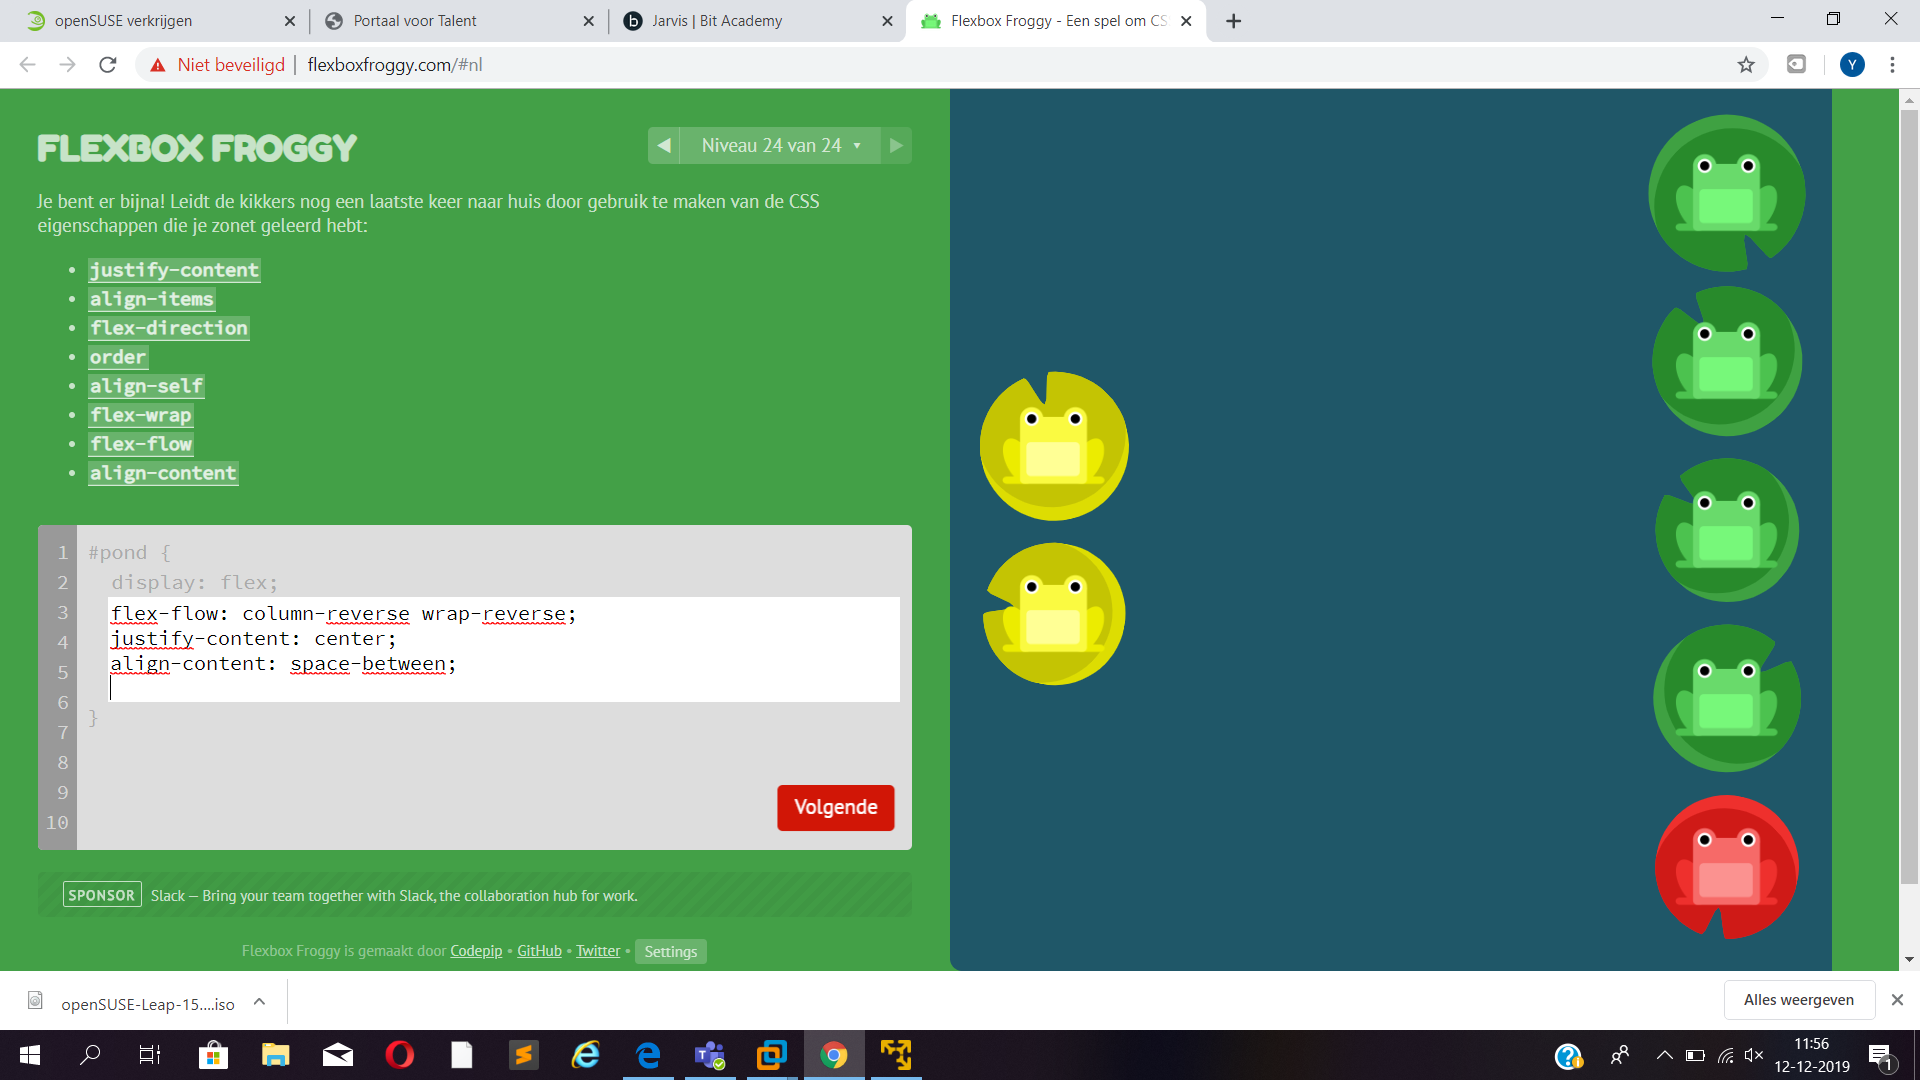 openSUSE verkrijgen
Portaal voor Talent
Jarvis | Bit Academy
Flexbox Froggy - Een spel om CS
Niet beveiligd | flexboxfroggy.com/#nl
Y
FLEXBOX FROGGY
◀ Niveau 24 van 24 ▾ ▶
Je bent er bijna! Leidt de kikkers nog een laatste keer naar huis door gebruik te maken van de CSS
eigenschappen die je zonet geleerd hebt:
• justify-content
• align-items
• flex-direction
• order
• align-self
• flex-wrap
• flex-flow
• align-content
1
2
3
4
5
6
7
8
9
10
#pond {
display: flex;
flex-flow: column-reverse wrap-reverse;
justify-content: center;
align-content: space-between;
}
Volgende
SPONSOR Slack — Bring your team together with Slack, the collaboration hub for work.
Flexbox Froggy is gemaakt door Codepip • GitHub • Twitter • Settings
openSUSE-Leap-15....iso
Alles weergeven
11:56
12-12-2019
1